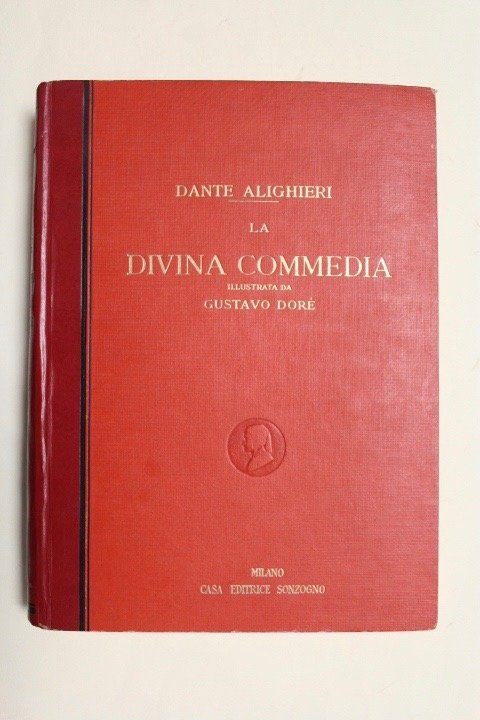 DANTE ALIGHIERI
LA
DIVINA COMMEDIA
ILLUSTRATA DA
GUSTAVO DORÉ
MILANO
CASA EDITRICE SONZOGNO